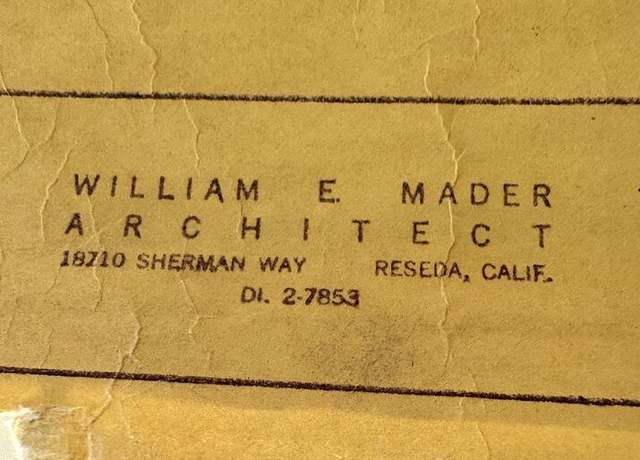 WILLIAM E. MADER
ARCHITECT
18710 SHERMAN WAY RESEDA, CALIF.
DI. 2-7853